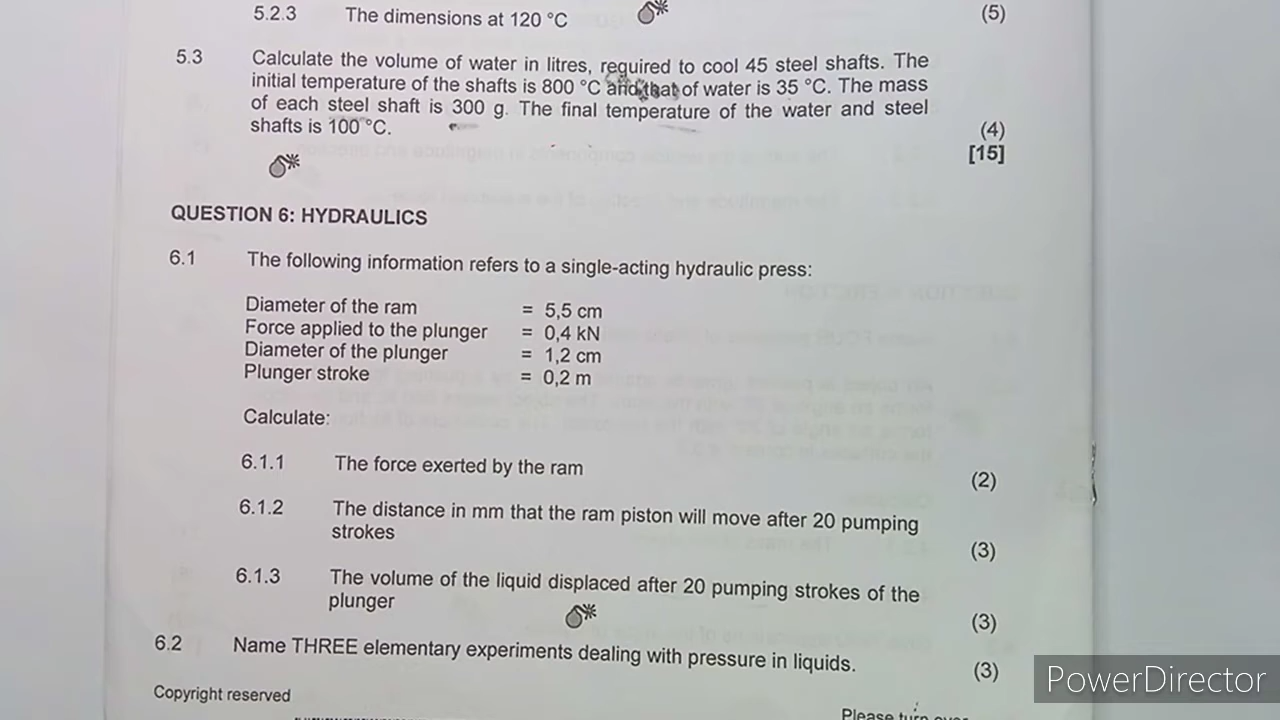 5.2.3 The dimensions at 120 °C (5)
5.3 Calculate the volume of water in litres, required to cool 45 steel shafts. The
initial temperature of the shafts is 800 °C and that of water is 35 °C. The mass
of each steel shaft is 300 g. The final temperature of the water and steel
shafts is 100 °C. (4)
[15]
QUESTION 6: HYDRAULICS
6.1 The following information refers to a single-acting hydraulic press:
Diameter of the ram = 5,5 cm
Force applied to the plunger = 0,4 kN
Diameter of the plunger = 1,2 cm
Plunger stroke = 0,2 m
Calculate:
6.1.1 The force exerted by the ram (2)
6.1.2 The distance in mm that the ram piston will move after 20 pumping
strokes (3)
6.1.3 The volume of the liquid displaced after 20 pumping strokes of the
plunger (3)
6.2 Name THREE elementary experiments dealing with pressure in liquids. (3)
Copyright reserved
Please turn over
PowerDirector